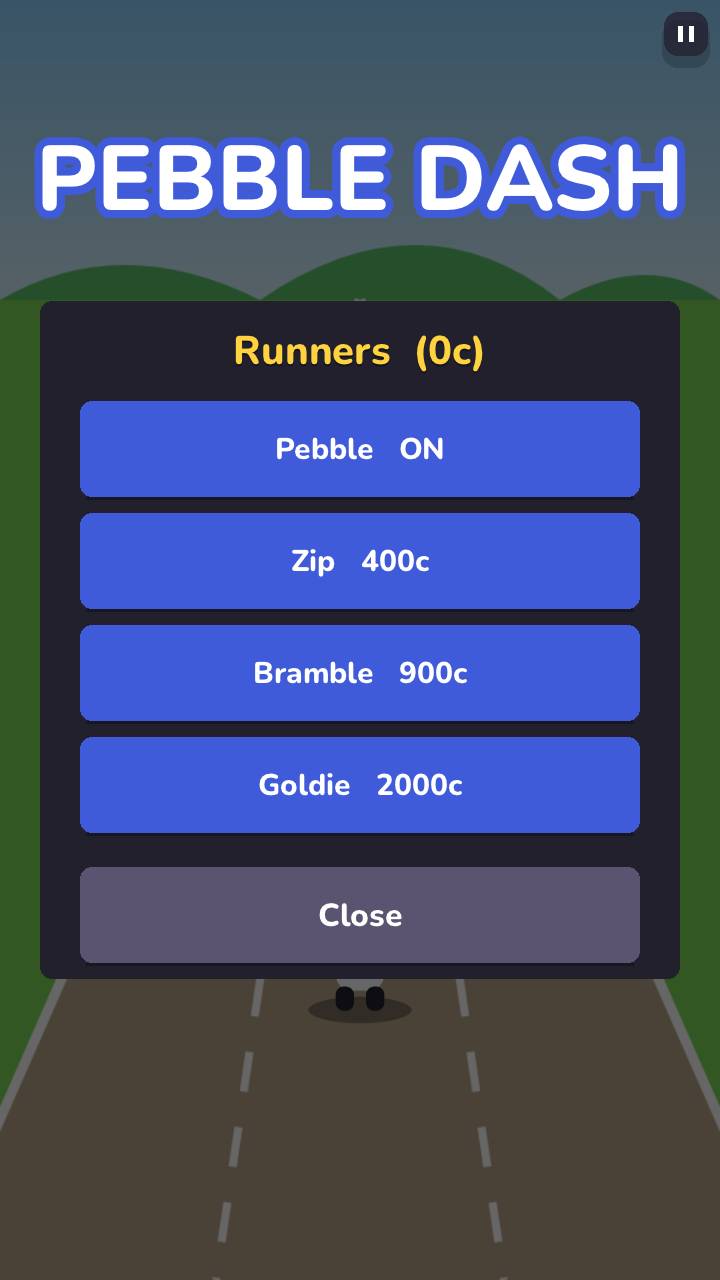 PEBBLE DASH
Runners (0c)
Pebble ON
Zip 400c
Bramble 900c
Goldie 2000c
Close